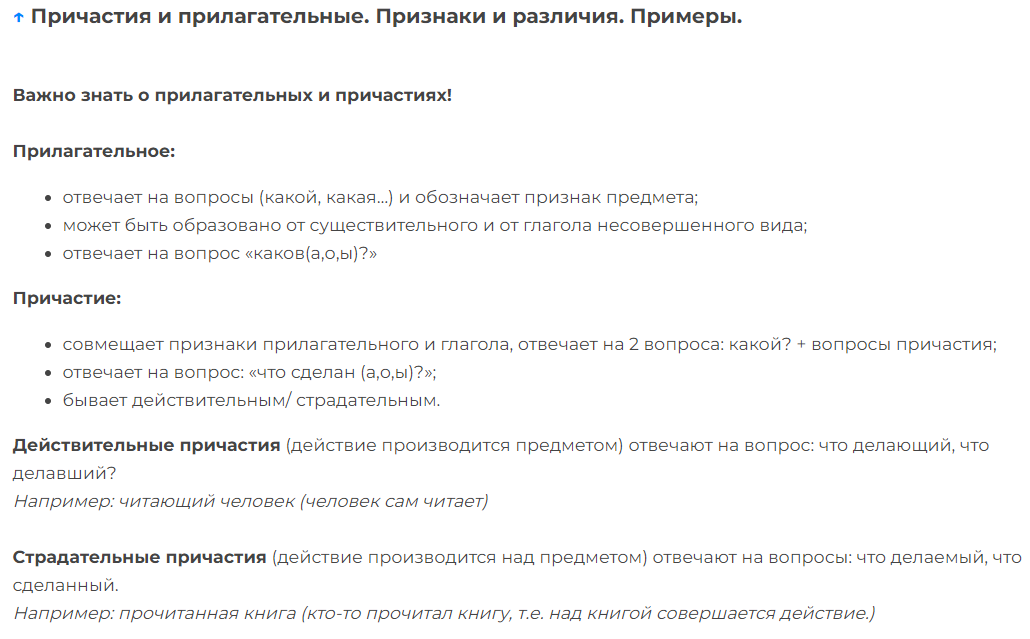 ↑ Причастия и прилагательные. Признаки и различия. Примеры.
Важно знать о прилагательных и причастиях!
Прилагательное:
• отвечает на вопросы (какой, какая...) и обозначает признак предмета;
• может быть образовано от существительного и от глагола несовершенного вида;
• отвечает на вопрос «каков(а,о,ы)?»
Причастие:
• совмещает признаки прилагательного и глагола, отвечает на 2 вопроса: какой? + вопросы причастия;
• отвечает на вопрос: «что сделан (а,о,ы)?»;
• бывает действительным/ страдательным.
Действительные причастия (действие производится предметом) отвечают на вопрос: что делающий, что
делавший?
Например: читающий человек (человек сам читает)
Страдательные причастия (действие производится над предметом) отвечают на вопросы: что делаемый, что
сделанный.
Например: прочитанная книга (кто-то прочитал книгу, т.е. над книгой совершается действие.)